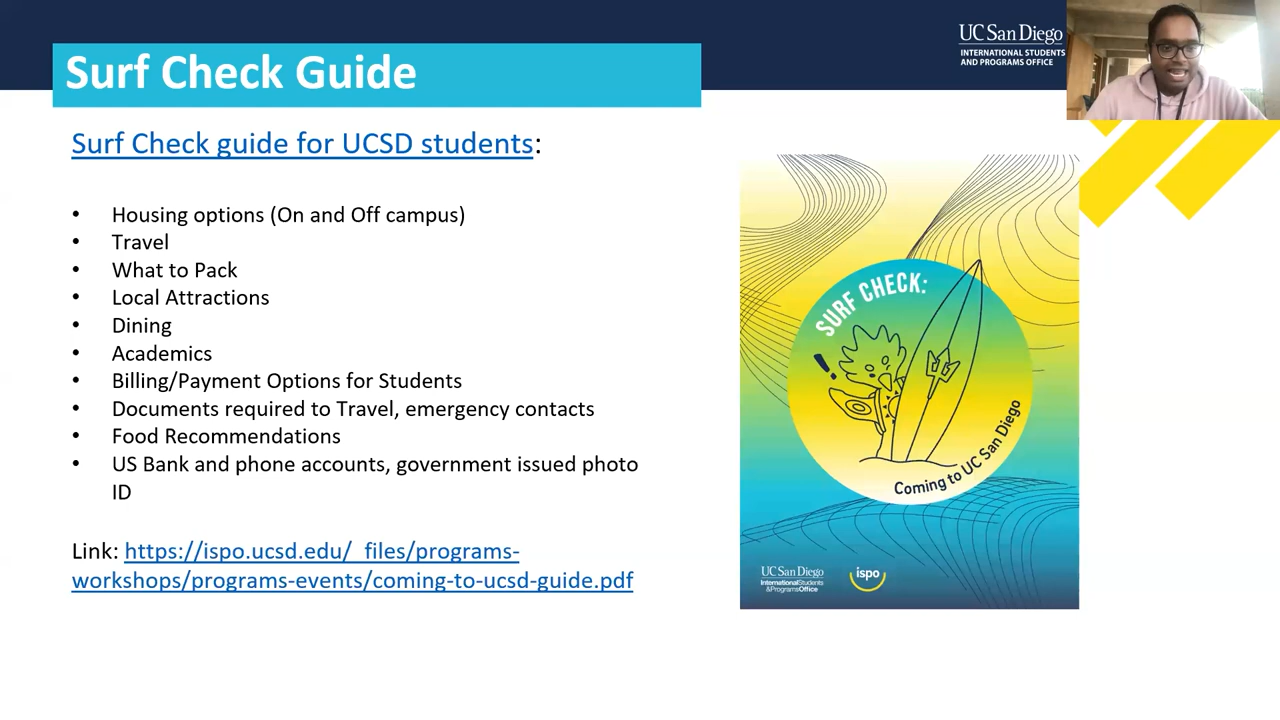 UC San Diego
INTERNATIONAL STUDENTS
AND PROGRAMS OFFICE
Surf Check Guide
Surf Check guide for UCSD students:
• Housing options (On and Off campus)
• Travel
• What to Pack
• Local Attractions
• Dining
• Academics
• Billing/Payment Options for Students
• Documents required to Travel, emergency contacts
• Food Recommendations
• US Bank and phone accounts, government issued photo
ID
Link: https://ispo.ucsd.edu/_files/programs-
workshops/programs-events/coming-to-ucsd-guide.pdf
SURF CHECK:
Coming to UC San Diego
UC San Diego
InternationalStudents
&ProgramsOffice
ispo